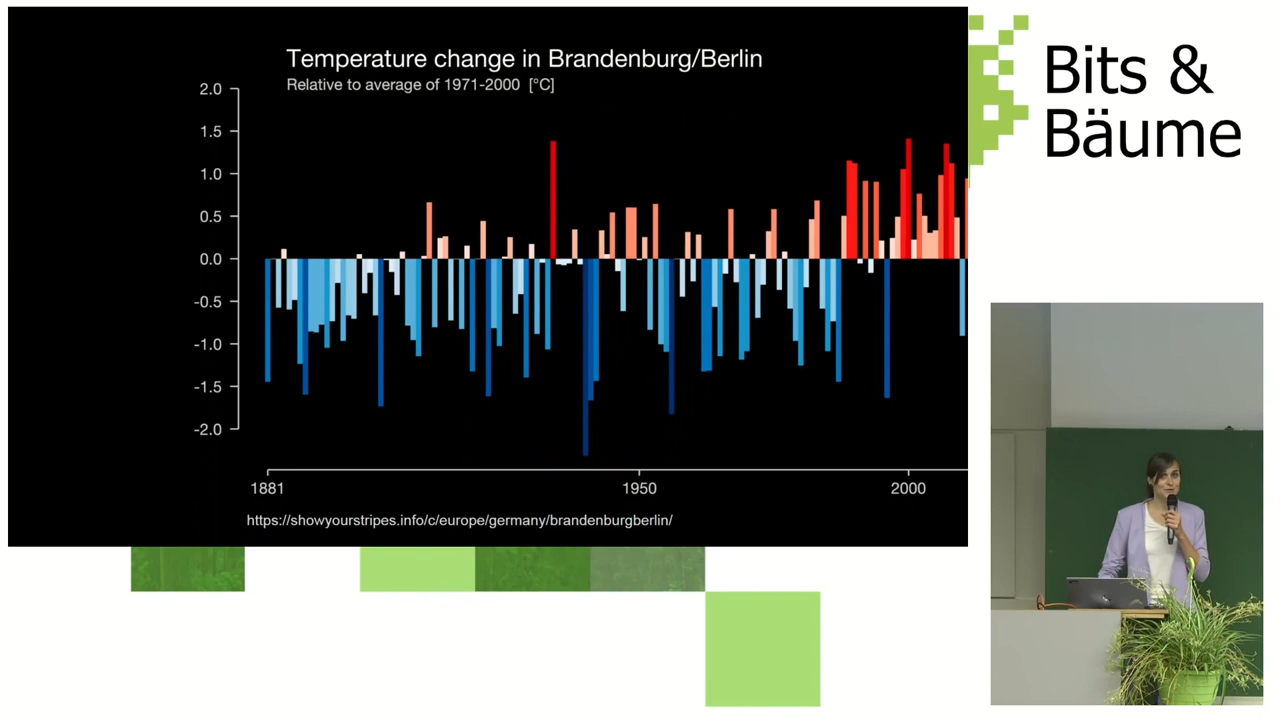 Temperature change in Brandenburg/Berlin
Relative to average of 1971-2000 [°C]
2.0
1.5
1.0
0.5
0.0
-0.5
-1.0
-1.5
-2.0
1881
1950
2000
https://showyourstripes.info/c/europe/germany/brandenburgberlin/
Bits &
Bäume